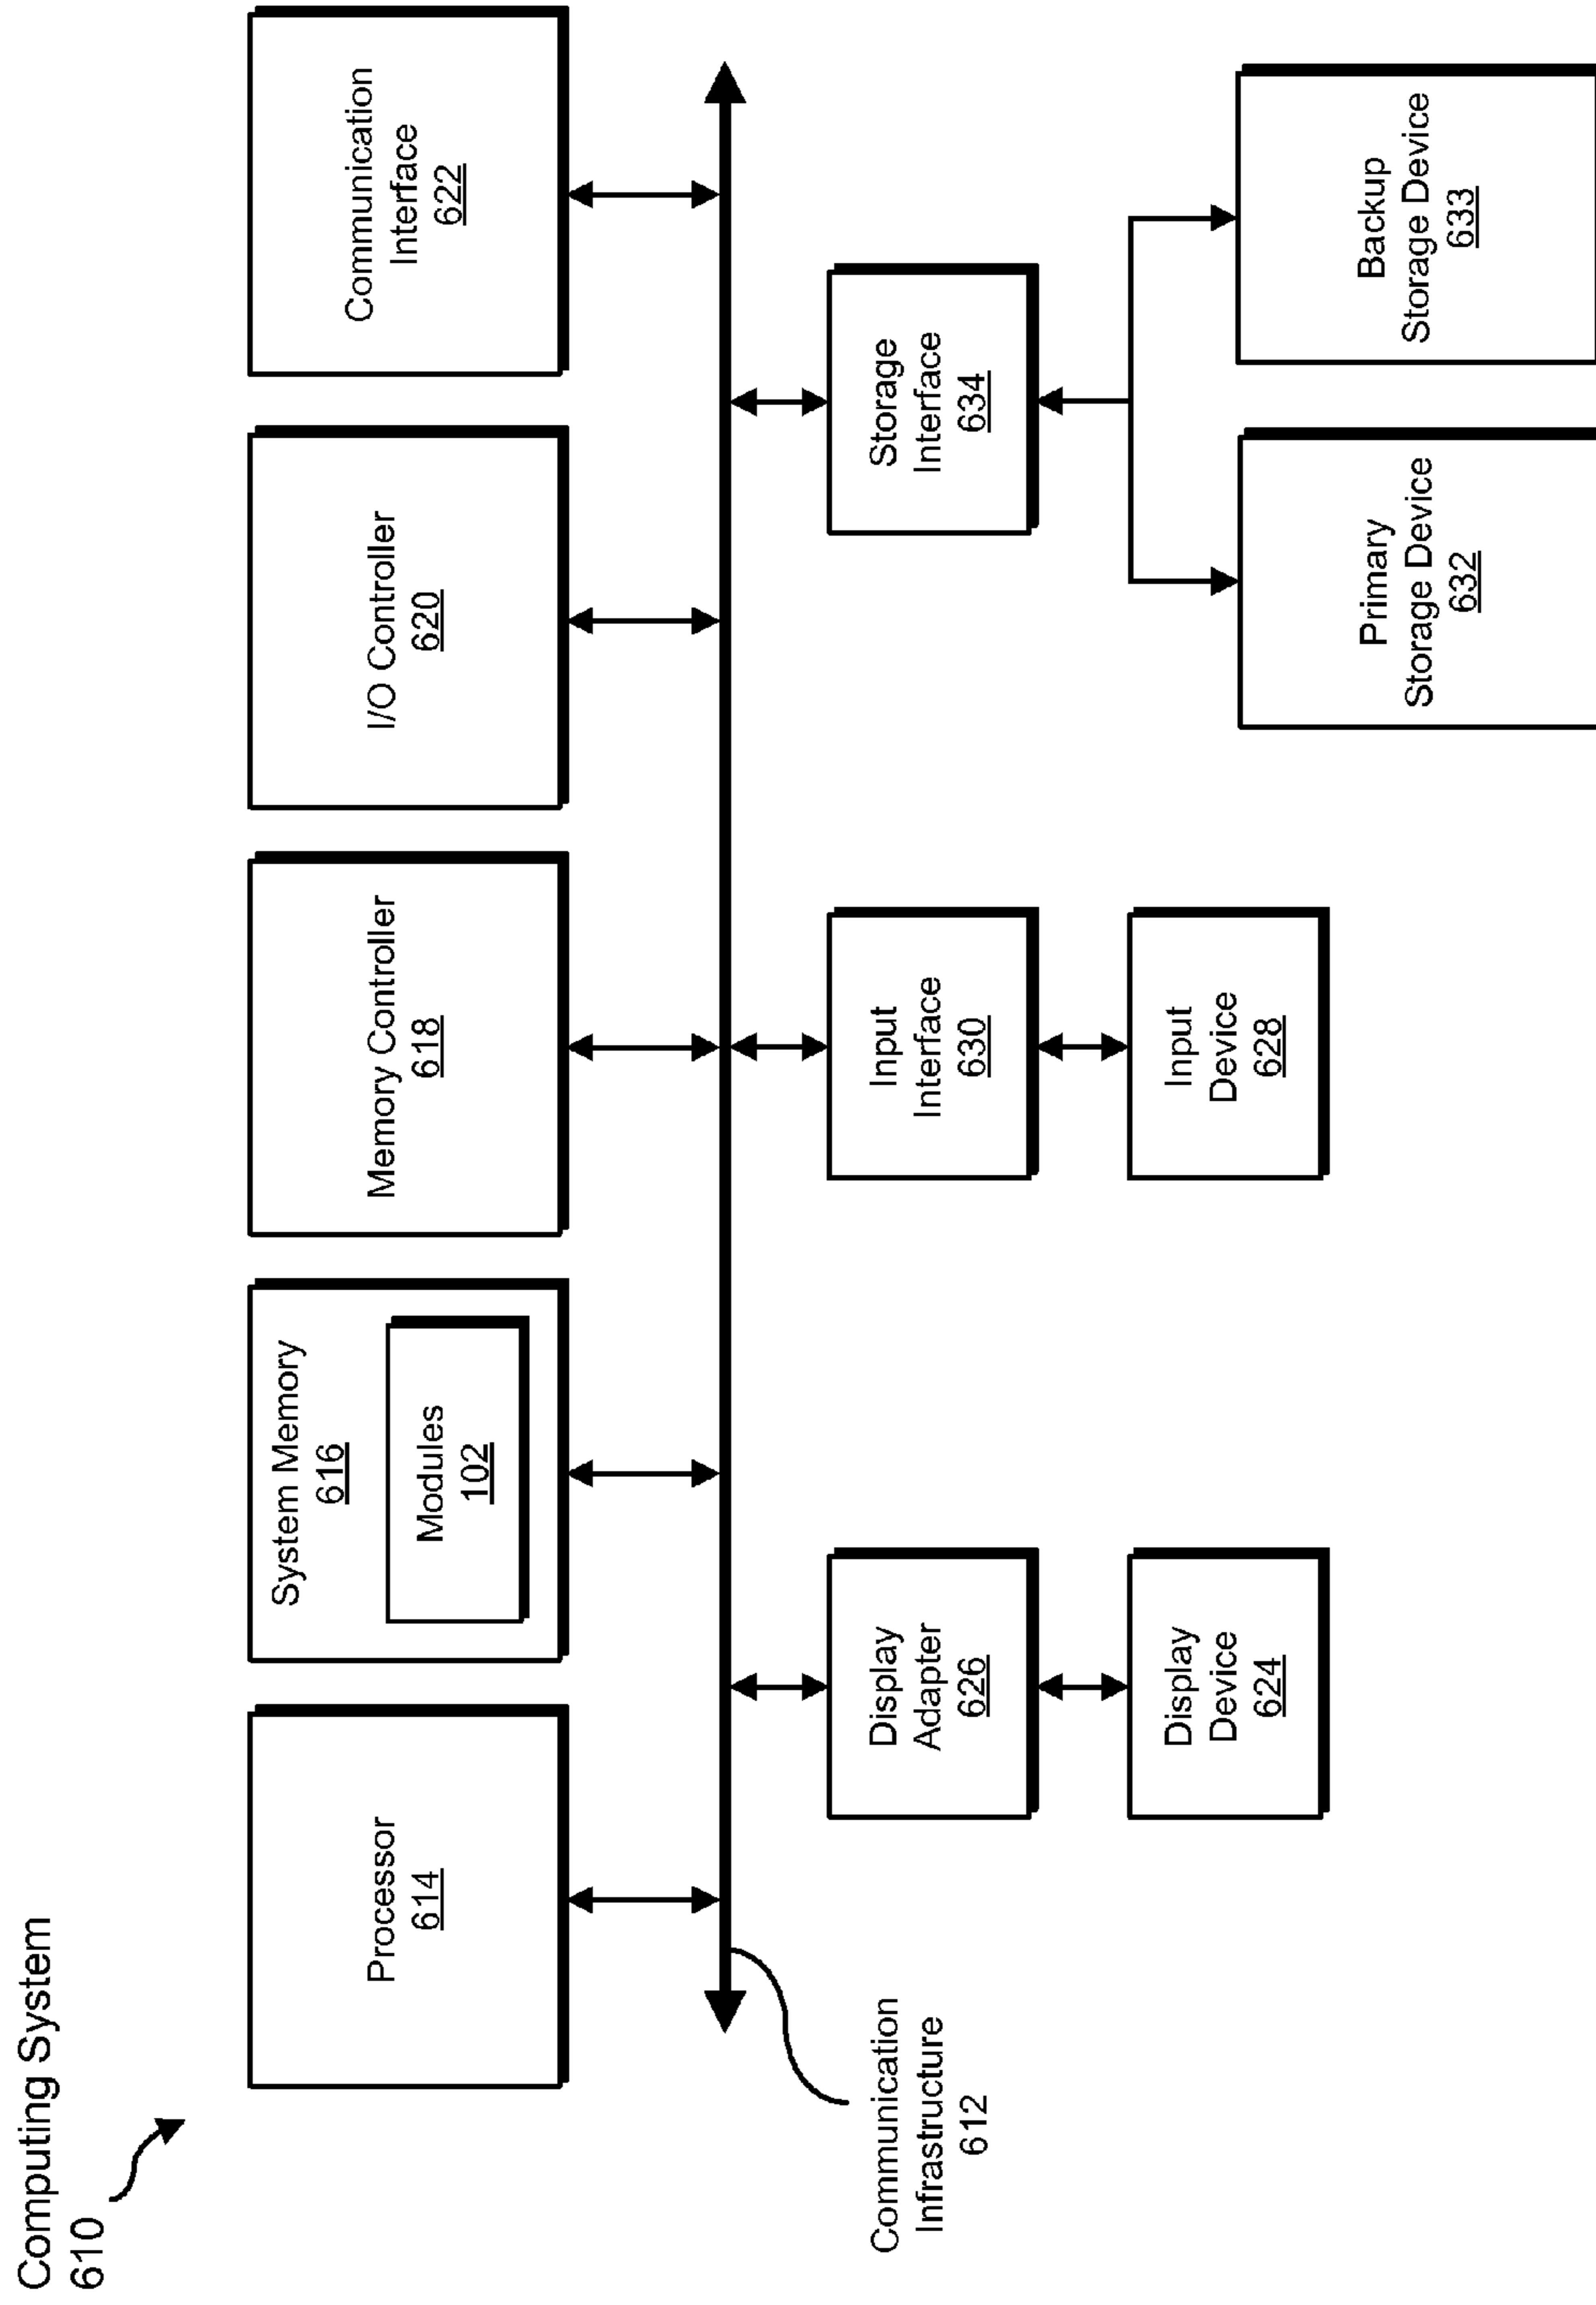 Computing System
610
Processor
614
System Memory
616
Modules
102
Memory Controller
618
I/O Controller
620
Communication
Interface
622
Communication
Infrastructure
612
Display
Adapter
626
Input
Interface
630
Storage
Interface
634
Display
Device
624
Input
Device
628
Primary
Storage Device
632
Backup
Storage Device
633